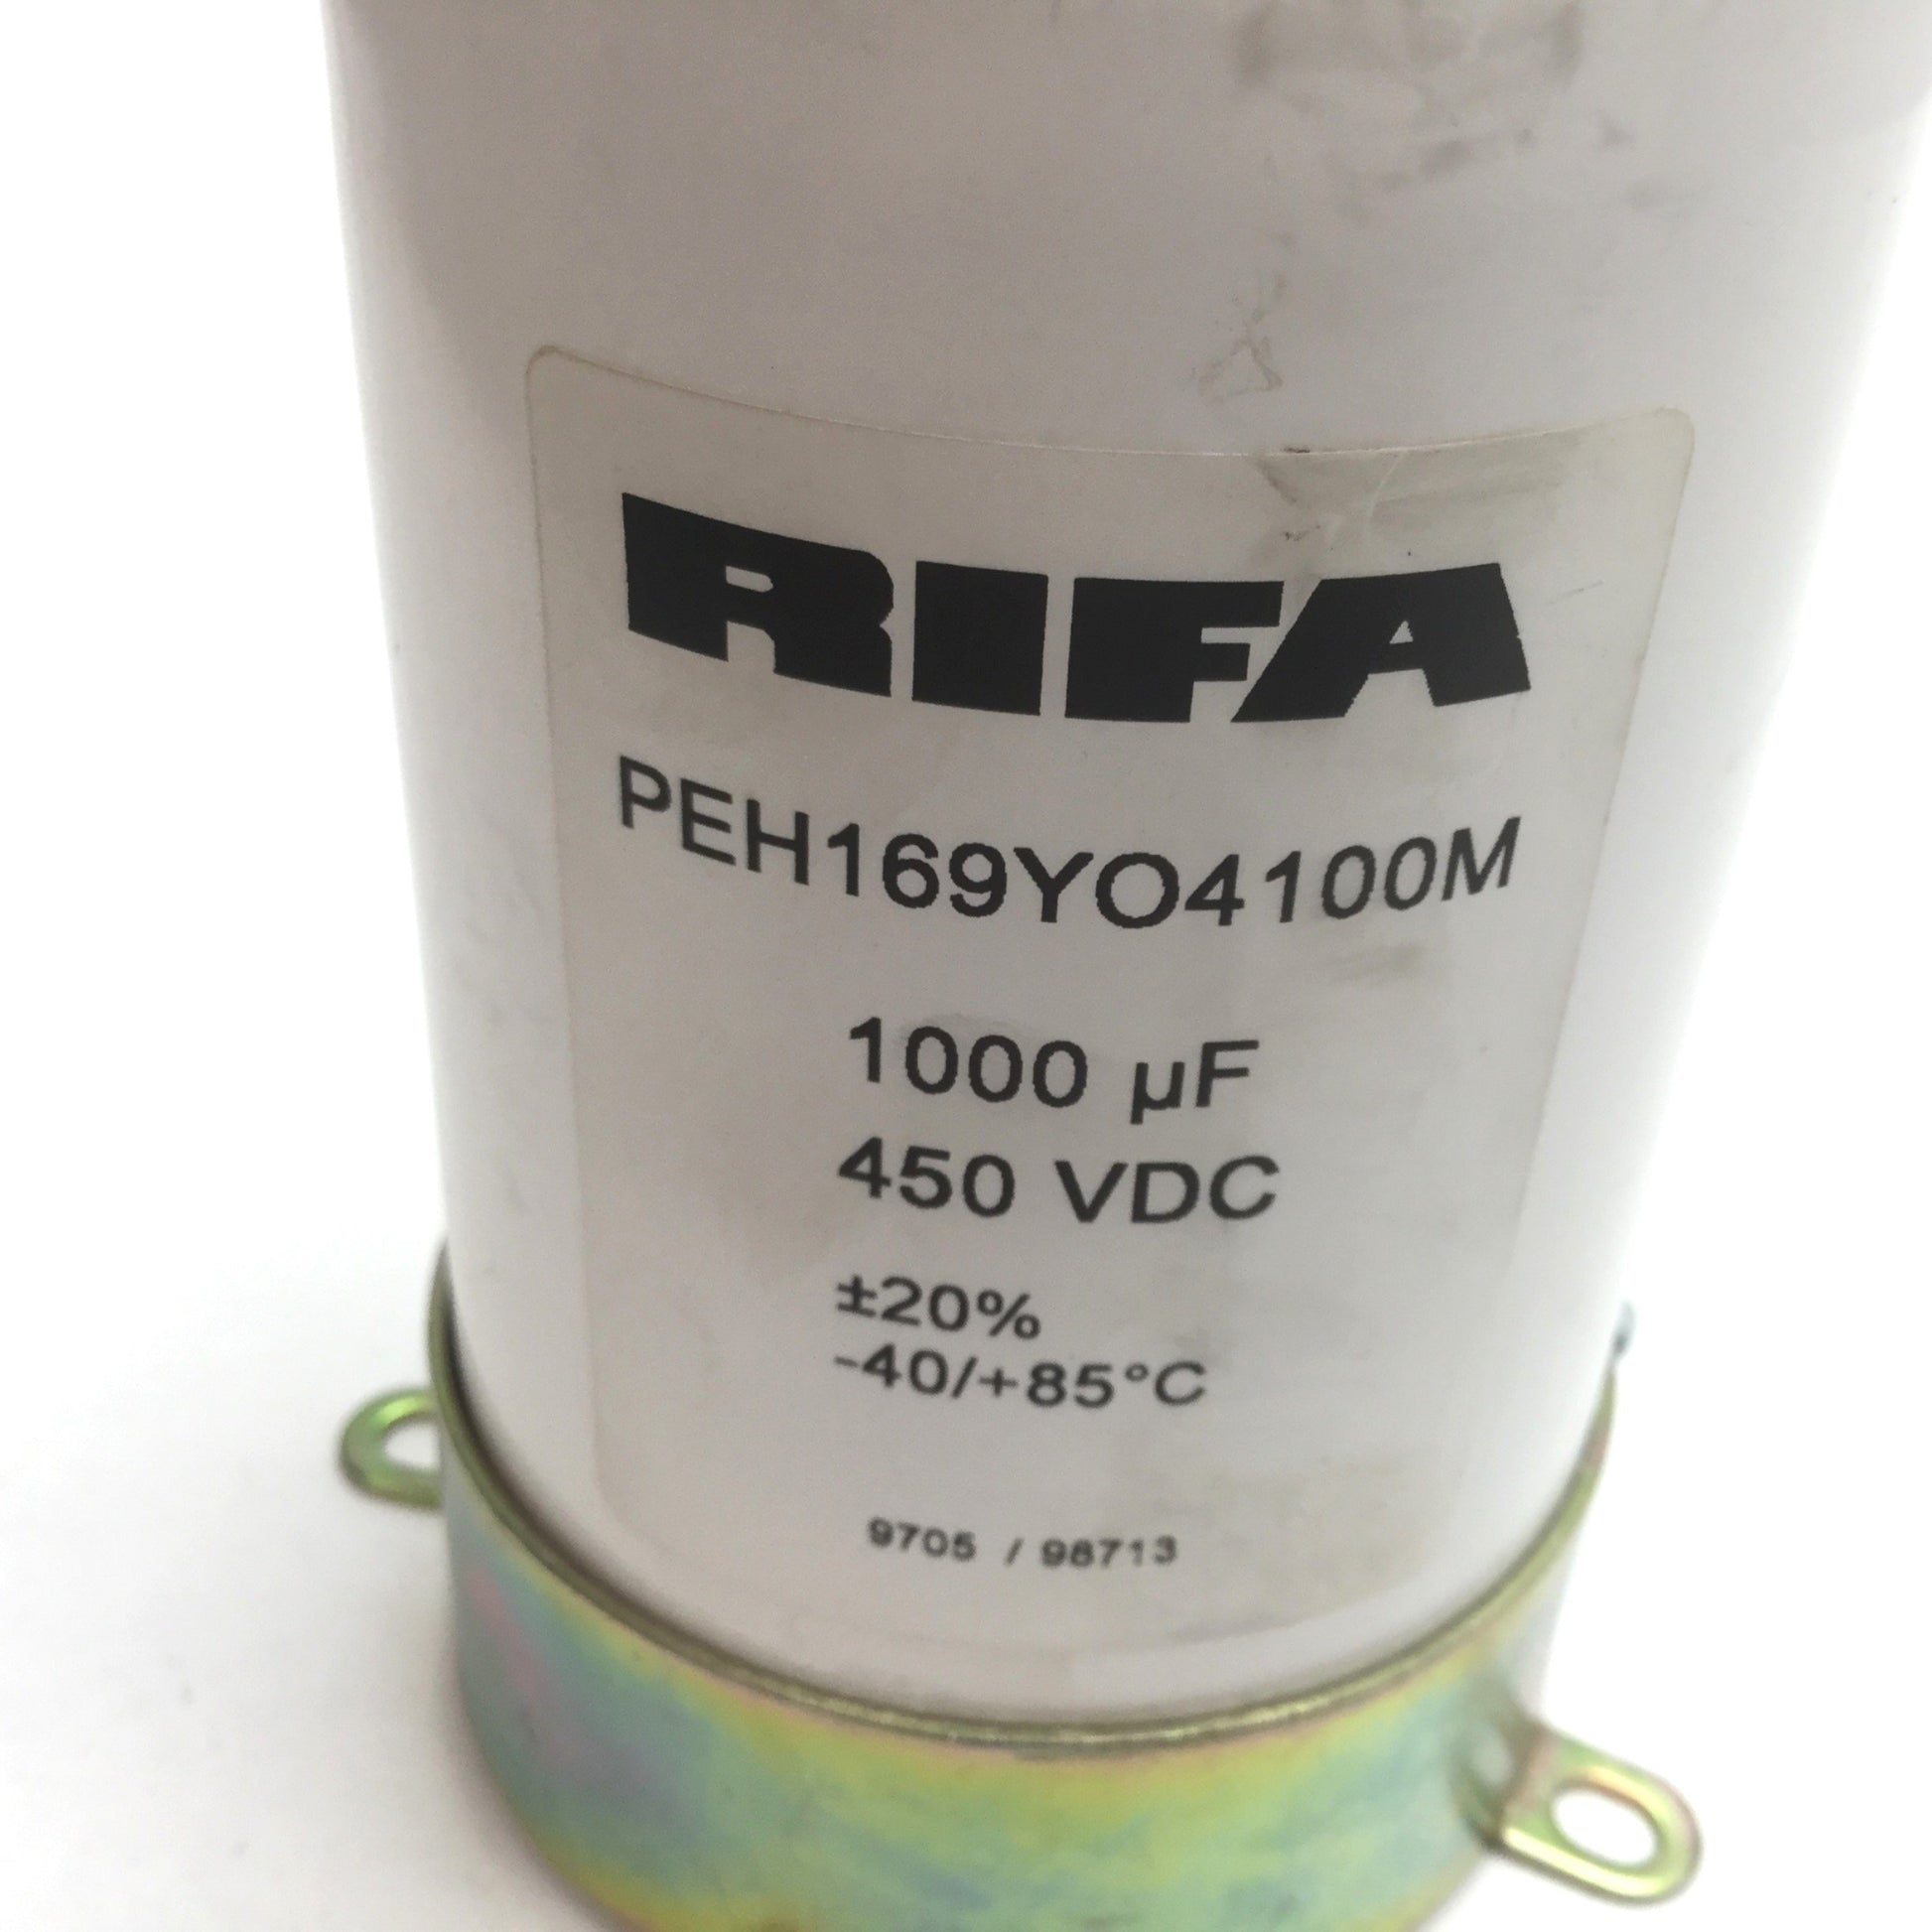 RIFA
PEH169YO4100M
1000 µF
450 VDC
±20%
-40/+85°C
9705 / 98713